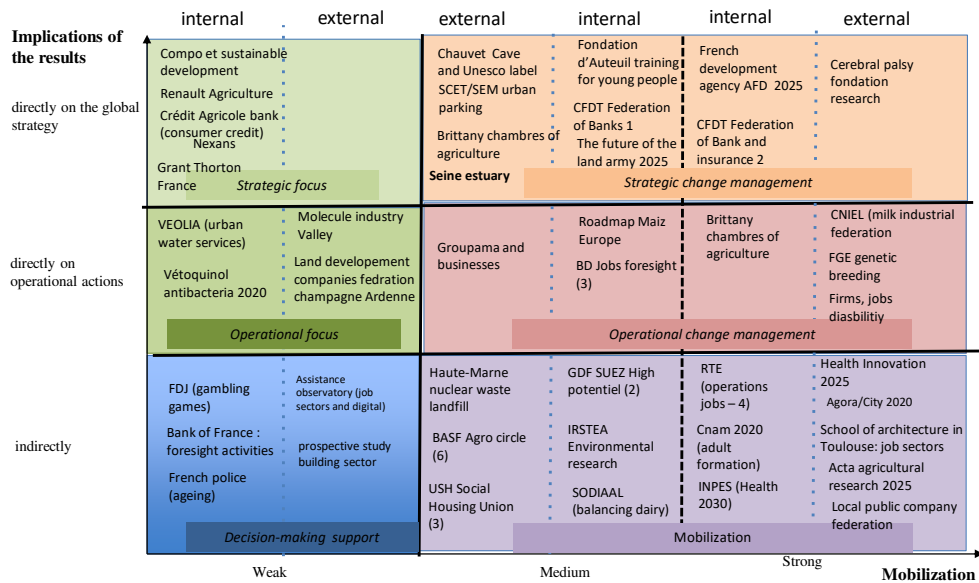 internal
external
external
internal
internal
external
Implications of
the results
directly on the global
strategy
Compo et sustainable
development
Renault Agriculture
Crédit Agricole bank
(consumer credit)
Nexans
Grant Thorton
France
Strategic focus
Chauvet Cave
and Unesco label
SCET/SEM urban
parking
Brittany chambres of
agriculture
Seine estuary
Fondation
d'Auteuil training
for young people
CFDT Federation
of Banks 1
The future of the
land army 2025
French
development
agency AFD 2025
CFDT Federation
of Bank and
insurance 2
Cerebral palsy
fondation
research
Strategic change management
directly on
operational actions
VEOLIA (urban
water services)
Vétoquinol
antibacteria 2020
Molecule industry
Valley
Land developement
companies fedration
champagne Ardenne
Operational focus
Groupama and
businesses
Roadmap Maiz
Europe
BD Jobs foresight
(3)
Brittany
chambres of
agriculture
CNIEL (milk industrial
federation)
FGE genetic
breeding
Firms, jobs
diasbilitiy
Operational change management
indirectly
FDJ (gambling
games)
Bank of France :
foresight activities
French police
(ageing)
Assistance
observatory (job
sectors and digital)
prospective study
building sector
Decision-making support
Haute-Marne
nuclear waste
landfill
BASF Agro circle
(6)
USH Social
Housing Union
(3)
GDF SUEZ High
potentiel (2)
IRSTEA
Environmental
research
SODIAAL
(balancing dairy)
RTE
(operations
jobs – 4)
Cnam 2020
(adult
formation)
INPES (Health
2030)
Health Innovation
2025
Agora/City 2020
School of architecture in
Toulouse: job sectors
Acta agricultural
research 2025
Local public company
federation
Mobilization
Weak
Medium
Strong
Mobilization